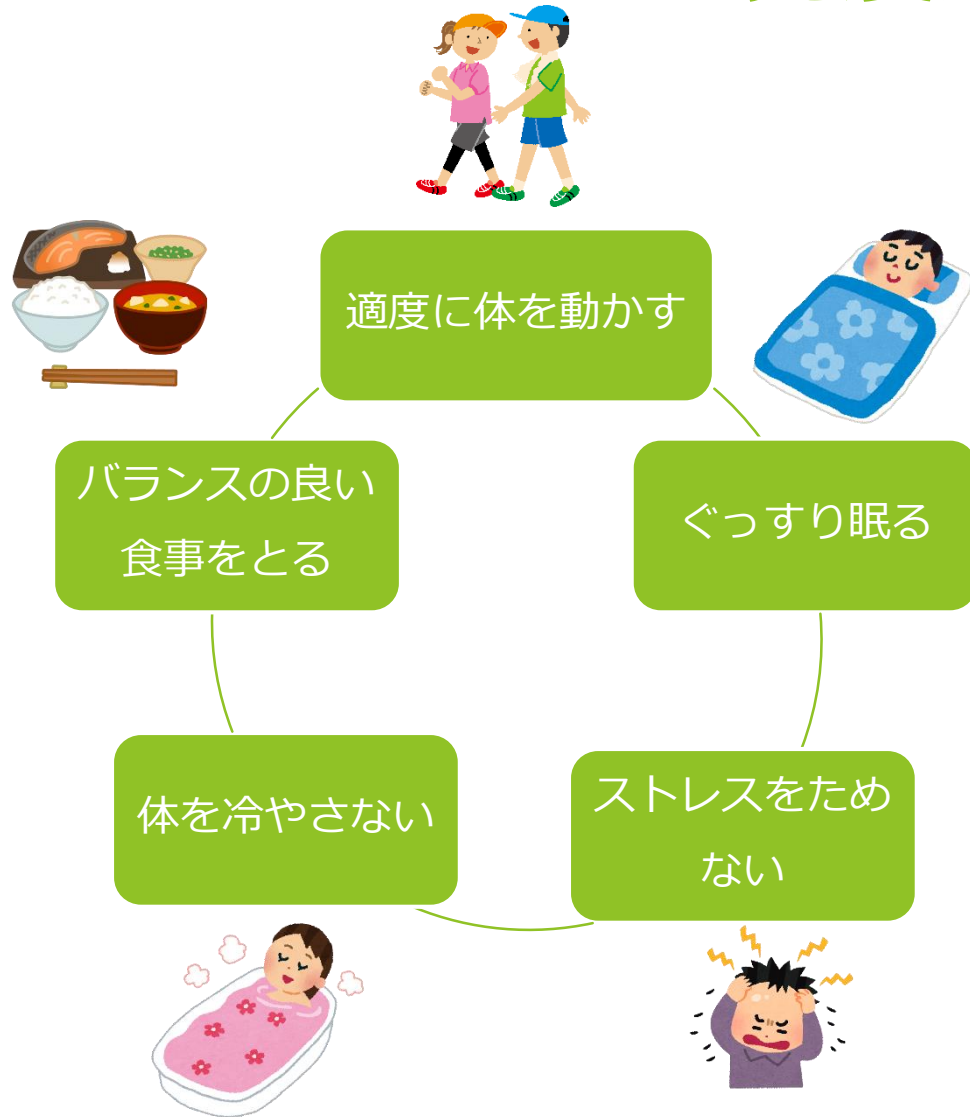 適度に体を動かす
バランスの良い
食事をとる
ぐっすり眠る
体を冷やさない
ストレスをため
ない